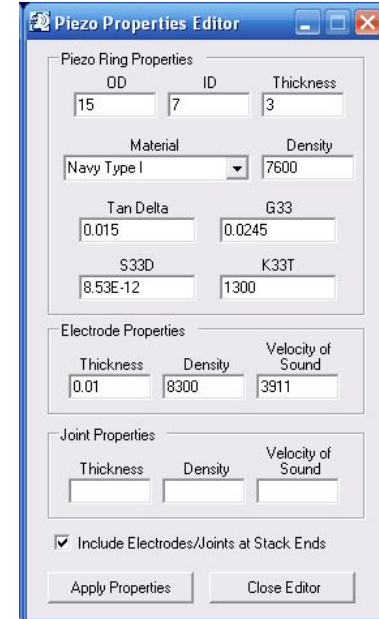 Piezo Properties Editor
Piezo Ring Properties
OD ID Thickness
15 7 3
Material Density
Navy Type I 7600
Tan Delta G33
0.015 0.0245
S33D K33T
8.53E-12 1300
Electrode Properties
Thickness Density Velocity of Sound
0.01 8300 3911
Joint Properties
Thickness Density Velocity of Sound
Include Electrodes/Joints at Stack Ends
Apply Properties Close Editor